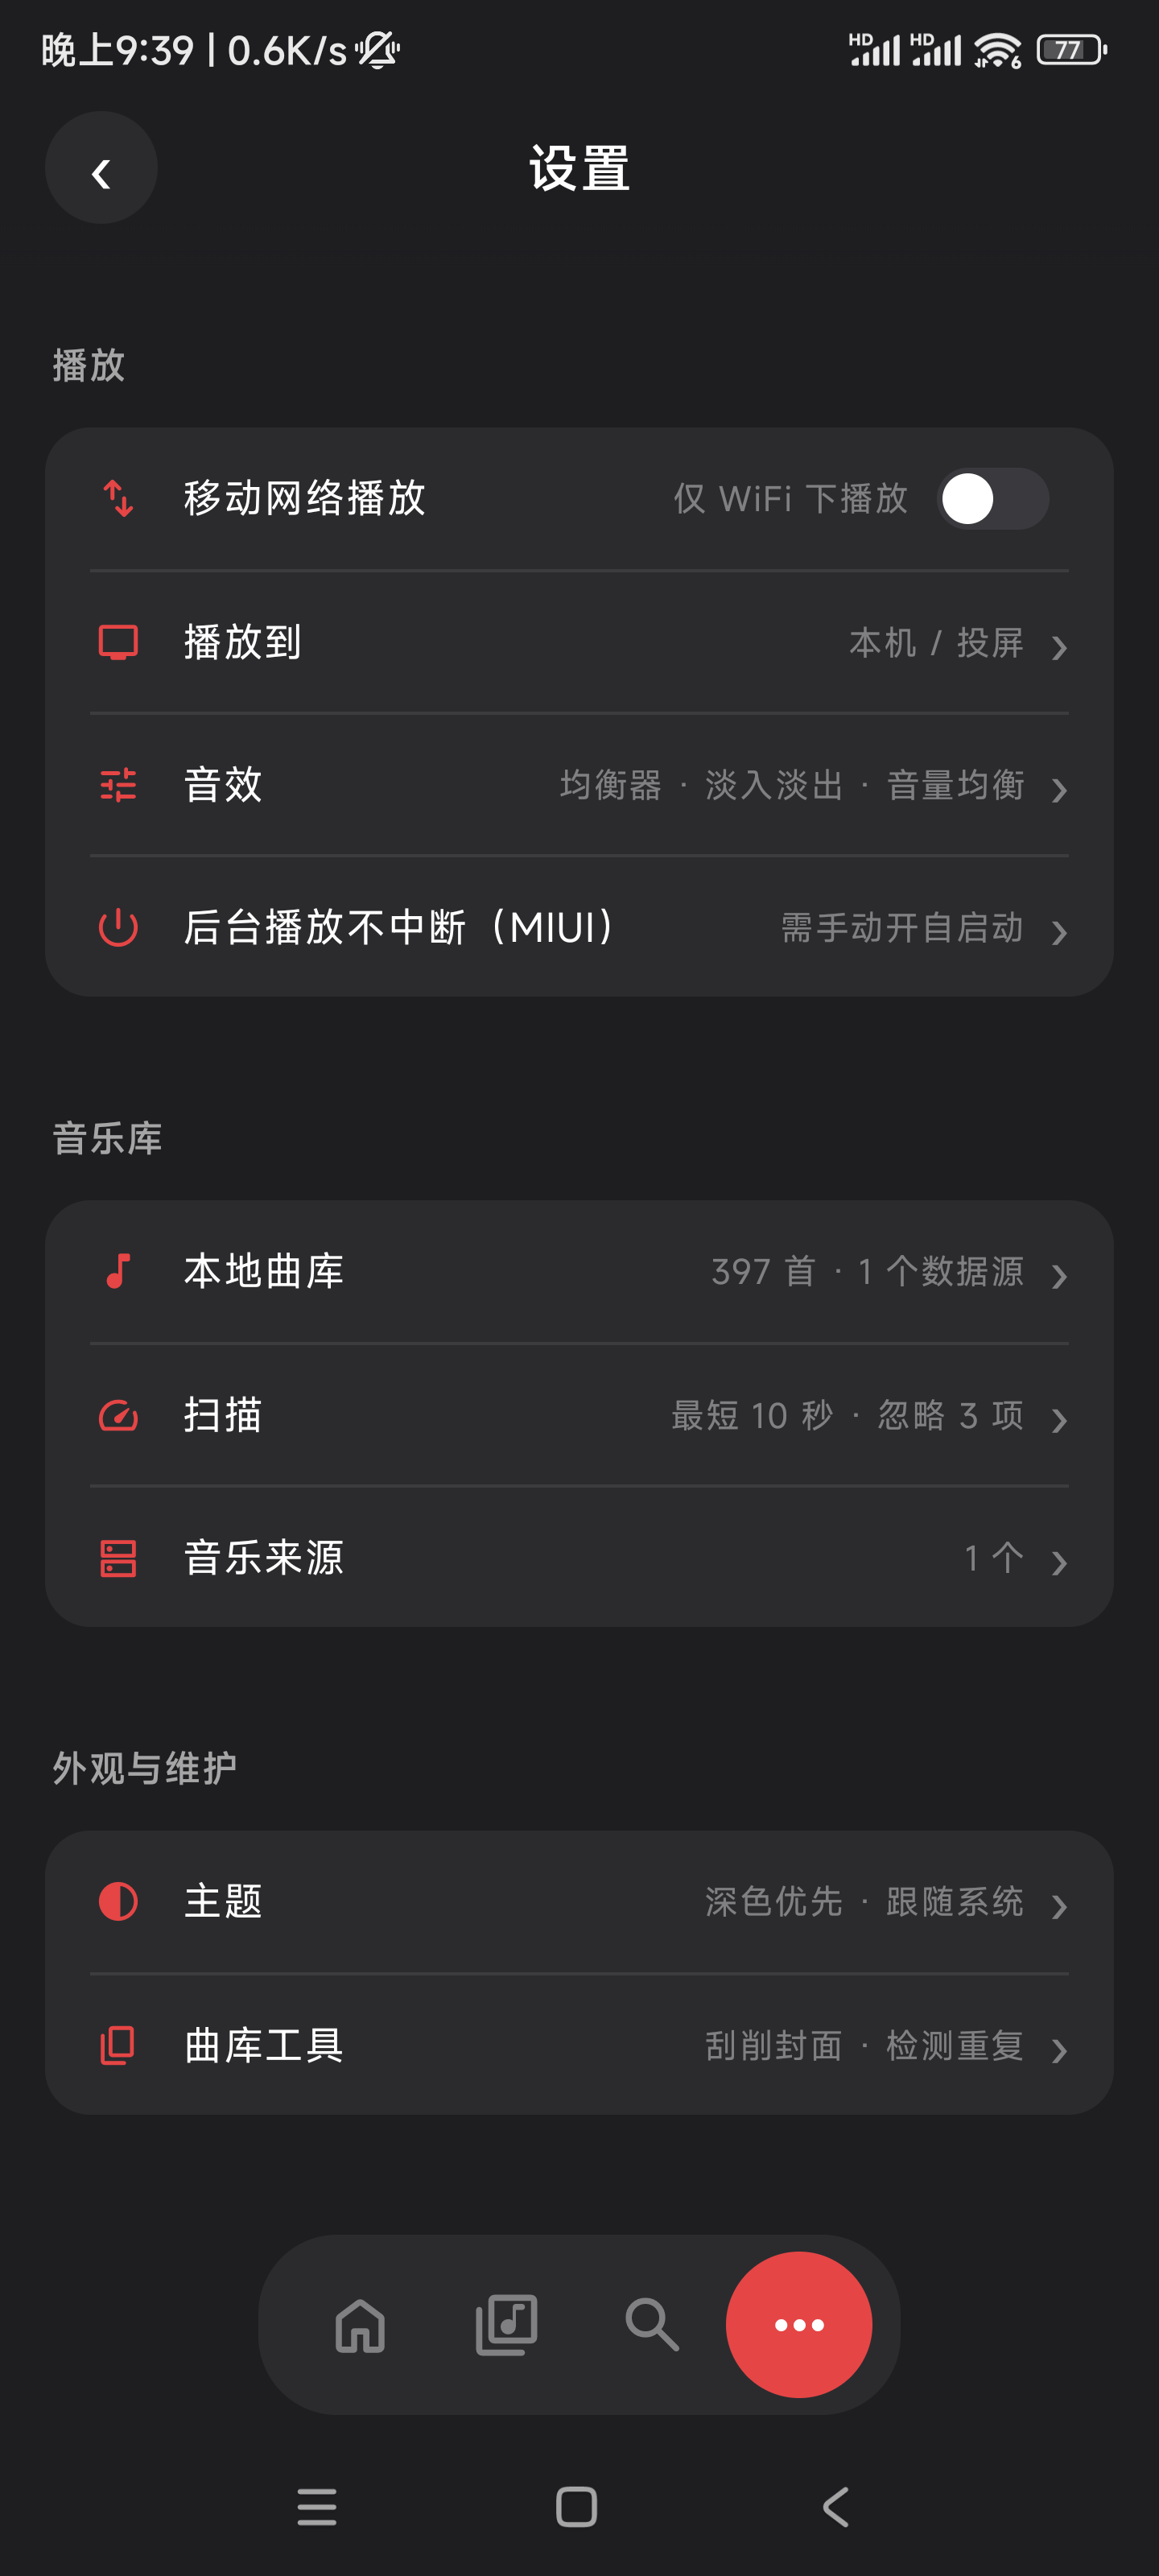 晚上9:39 | 0.6K/s HD HD 6 77
设置
播放
移动网络播放 仅 WiFi 下播放
播放到 本机 / 投屏
音效 均衡器 · 淡入淡出 · 音量均衡
后台播放不中断（MIUI） 需手动开自启动
音乐库
本地曲库 397 首 · 1 个数据源
扫描 最短 10 秒 · 忽略 3 项
音乐来源 1 个
外观与维护
主题 深色优先 · 跟随系统
曲库工具 刮削封面 · 检测重复